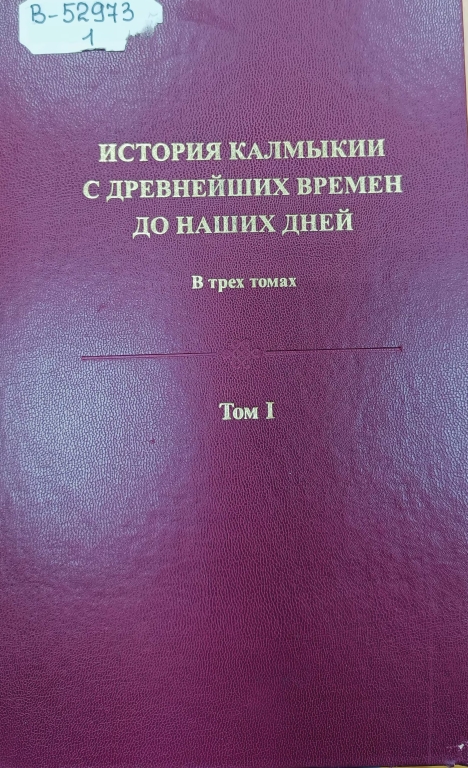 В-52973
1
ИСТОРИЯ КАЛМЫКИИ
С ДРЕВНЕЙШИХ ВРЕМЕН
ДО НАШИХ ДНЕЙ
В трех томах
Том I